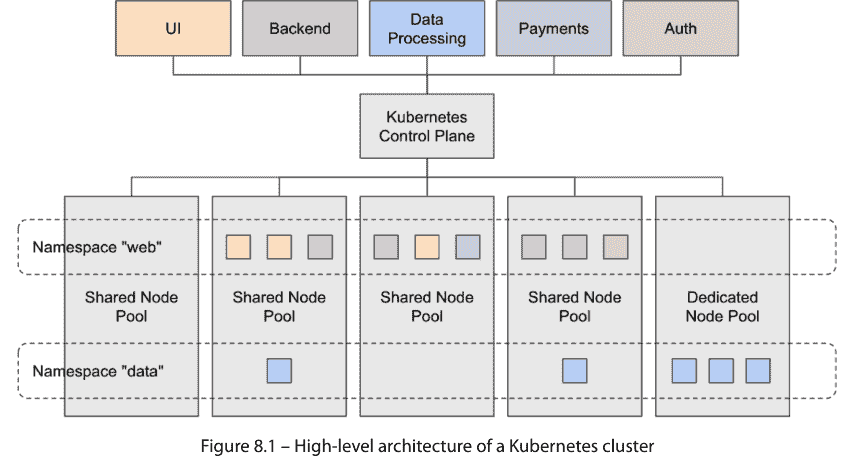 UI
Backend
Data
Processing
Payments
Auth
Kubernetes
Control Plane
Namespace "web"
Shared Node
Pool
Shared Node
Pool
Shared Node
Pool
Shared Node
Pool
Dedicated
Node Pool
Namespace "data"
Figure 8.1 – High-level architecture of a Kubernetes cluster